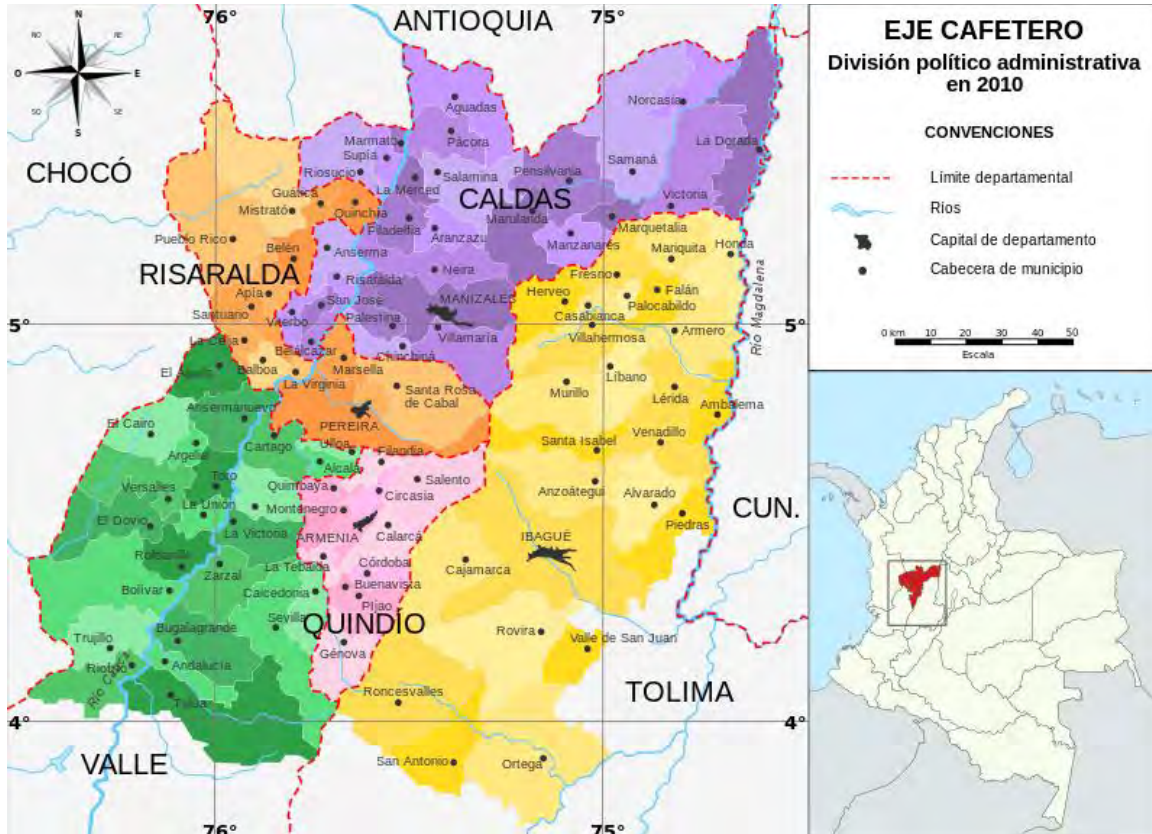 76°
75°
ANTIOQUIA
N
NO
NE
O
E
SO
SE
S
CHOCÓ
Aguadas
Norcasia
Marmato
Pácora
La Dorada
Supía
Samaná
Riosucio
Salamina
Pensilvania
La Merced
Guática
CALDAS
Victoria
Mistrató
Quinchia
Marulanda
Filadelfia
Marquetalia
Pueblo Rico
Aranzazu
Manzanares
Honda
Belén
Anserma
Mariquita
RISARALDA
Neira
Fresno
Risaralda
Herveo
Falán
Apía
San José
MANIZALES
Palocabildo
Santuario
Viterbo
Palestina
Casabianca
5°
5°
Villamaría
Villahermosa
Armero
La Celia
Belalcazar
Chinchiná
Río Magdalena
Balboa
Marsella
Líbano
La Virginia
Santa Rosa
de Cabal
Murillo
Lérida
Ansermanuevo
Ambalema
El Cairo
PEREIRA
Cartago
Ulloa
Santa Isabel
Venadillo
Argelia
Filandia
Alcalá
Toro
Salento
Versalles
Quimbaya
Circasia
Anzoátegui
Alvarado
La Unión
Montenegro
CUN.
El Dovio
La Victoria
Piedras
ARMENIA
Calarcá
IBAGUÉ
Roldanillo
La Tebaida
Córdobal
Cajamarca
Zarzal
Buenavista
Bolívar
Caicedonia
Pijao
Sevilla
QUINDÍO
Trujillo
Bugalagrande
Rovira
Valle de San Juan
Génova
Riofrío
Andalucía
Río Cauca
Roncesvalles
TOLIMA
Tuluá
4°
4°
VALLE
San Antonio
Ortega
76°
75°
EJE CAFETERO
División político administrativa
en 2010
CONVENCIONES
Límite departamental
Rios
Capital de departamento
Cabecera de municipio
0 km 10 20 30 40 50
Escala